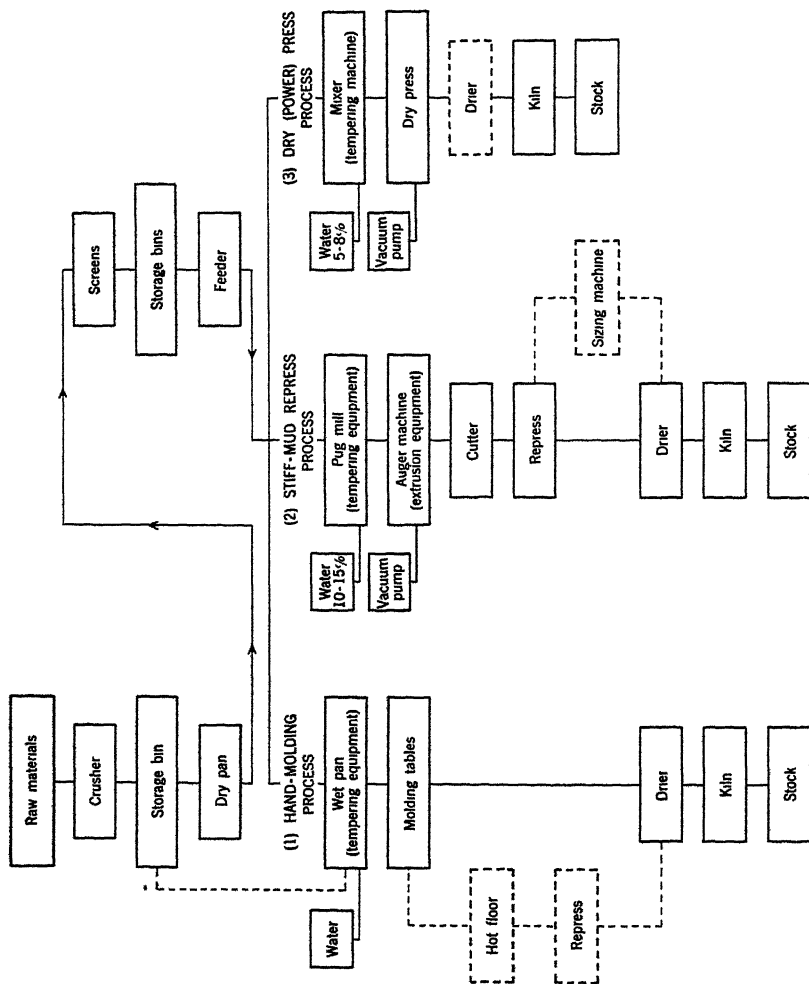 Raw materials
Crusher
Storage bin
Dry pan
Screens
Storage bins
Feeder
(1) HAND-MOLDING
PROCESS
Water
Wet pan
(tempering equipment)
Molding tables
Hot floor
Repress
Drier
Kiln
Stock
(2) STIFF-MUD REPRESS
PROCESS
Water
10-15%
Pug mill
(tempering equipment)
Vacuum
pump
Auger machine
(extrusion equipment)
Cutter
Repress
Sizing machine
Drier
Kiln
Stock
(3) DRY (POWER) PRESS
PROCESS
Water
5-8%
Mixer
(tempering machine)
Vacuum
pump
Dry press
Drier
Kiln
Stock